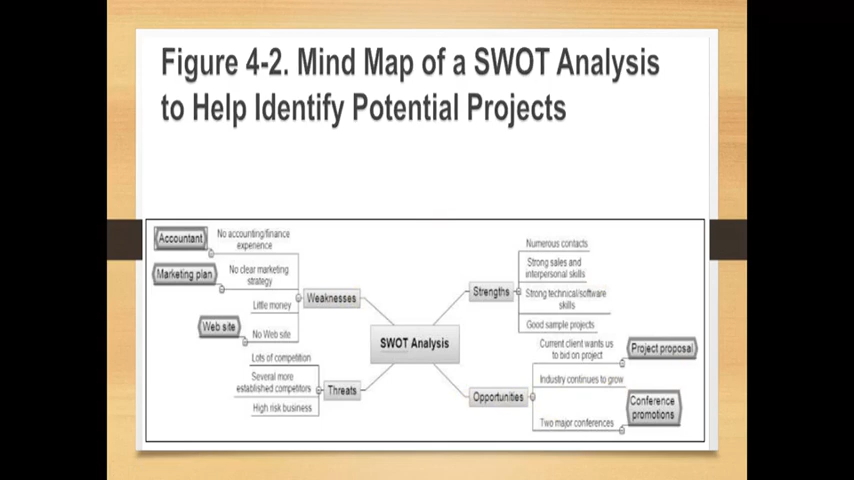 Figure 4-2. Mind Map of a SWOT Analysis
to Help Identify Potential Projects
Accountant
No accounting/finance
experience
Marketing plan
No clear marketing
strategy
Little money
Web site
No Web site
Weaknesses
Lots of competition
Several more
established competitors
High risk business
Threats
SWOT Analysis
Strengths
Numerous contacts
Strong sales and
interpersonal skills
Strong technical/software
skills
Good sample projects
Opportunities
Current client wants us
to bid on project
Project proposal
Industry continues to grow
Two major conferences
Conference
promotions